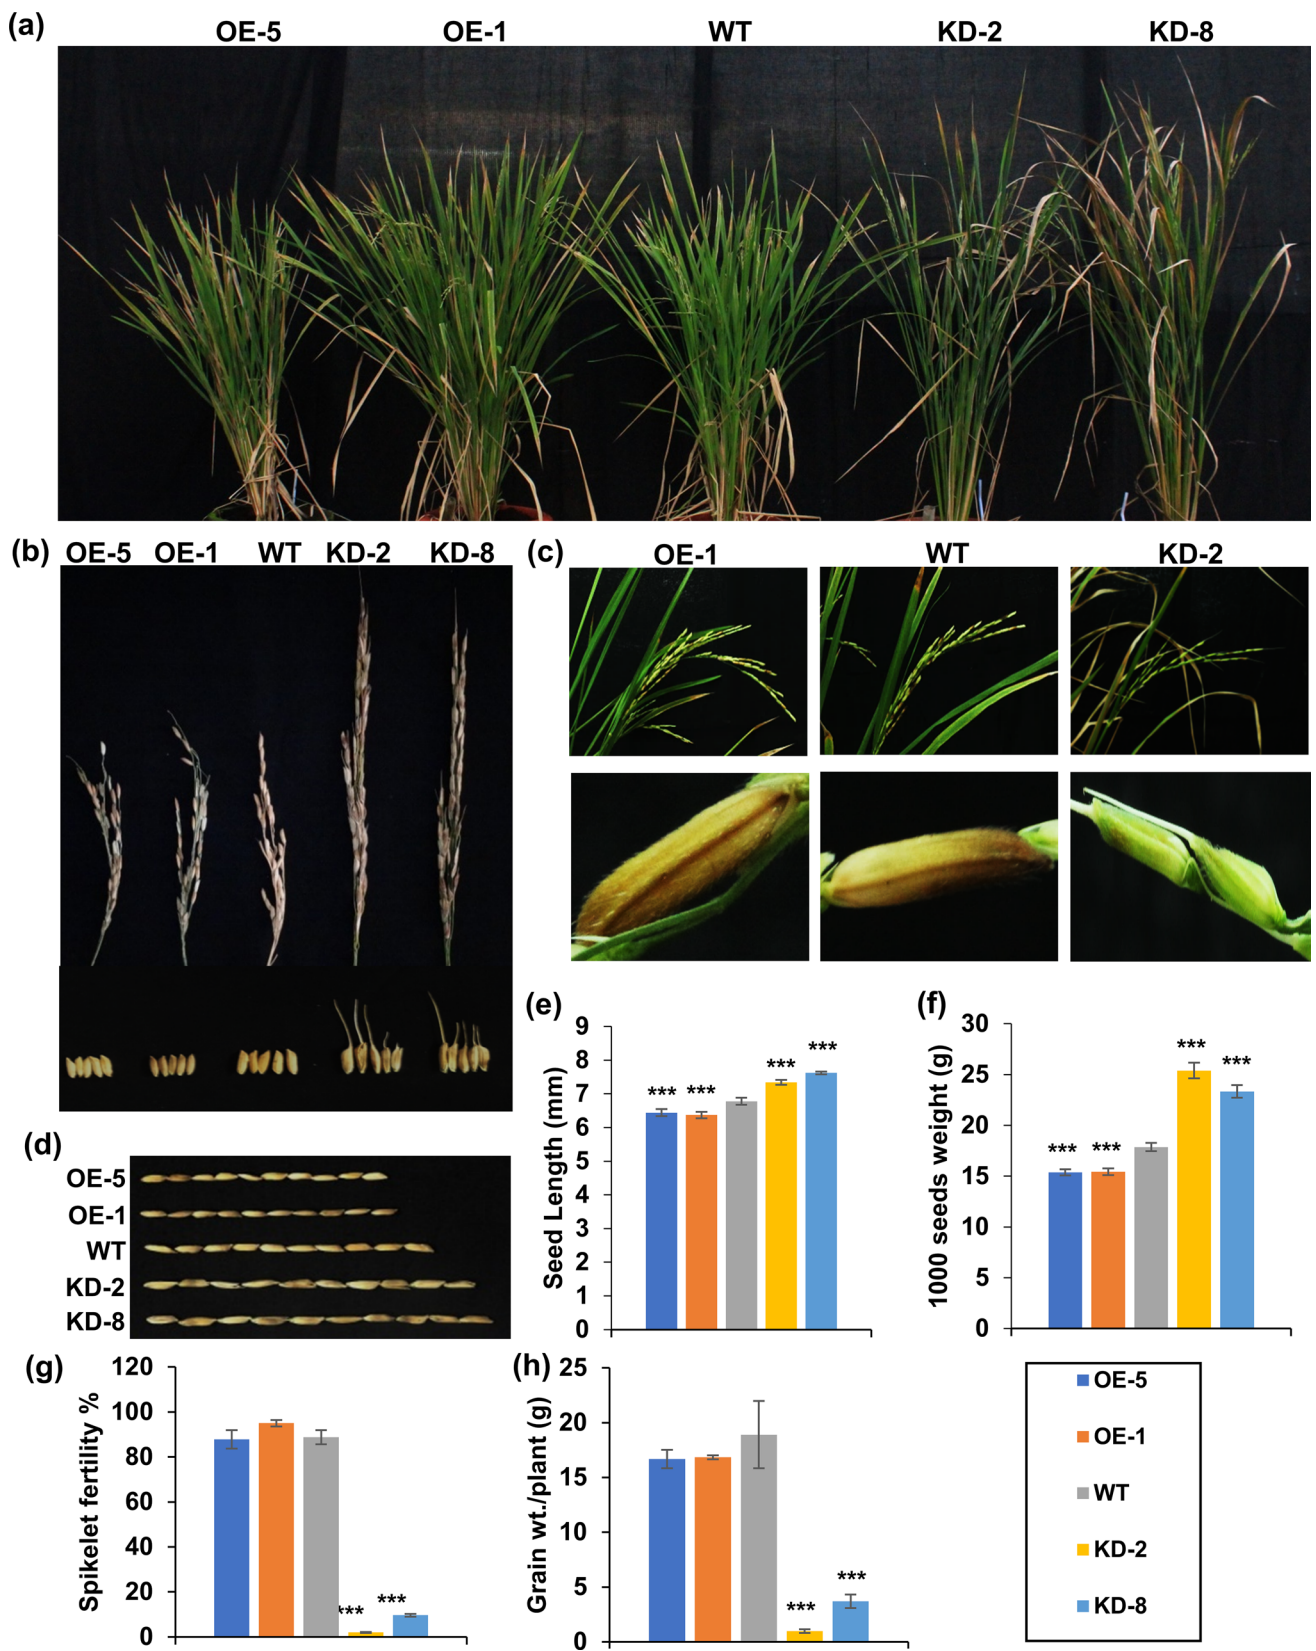 (a)
OE-5 OE-1 WT KD-2 KD-8
(b)
OE-5 OE-1 WT KD-2 KD-8
(c)
OE-1 WT KD-2
(d)
OE-5
OE-1
WT
KD-2
KD-8
(e)
Seed Length (mm)
9
8
7
6
5
4
3
2
1
0
*** *** *** ***
(f)
1000 seeds weight (g)
30
25
20
15
10
5
0
*** *** *** ***
(g)
Spikelet fertility %
120
100
80
60
40
20
0
*** ***
(h)
Grain wt./plant (g)
25
20
15
10
5
0
*** ***
OE-5
OE-1
WT
KD-2
KD-8